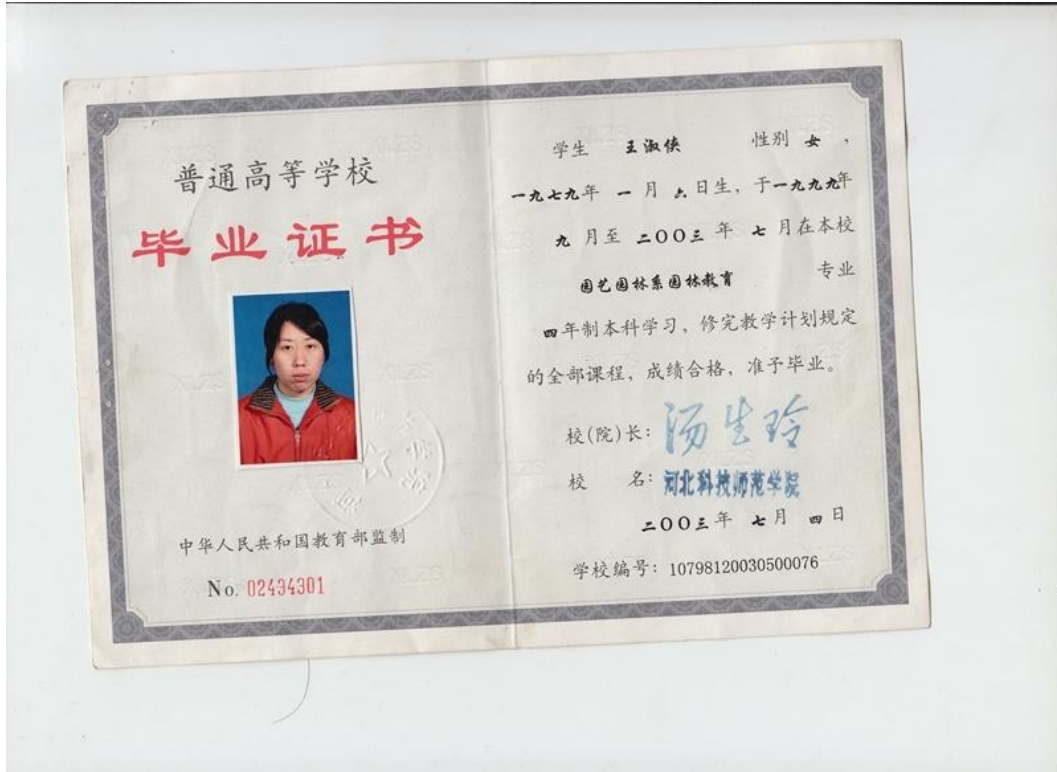 普通高等学校
毕业证书
中华人民共和国教育部监制
No. 02434301
学生 王淑侠 性别 女 ，
一九七九年 一 月 六 日生，于一九九九年
九 月至 二〇〇三 年 七 月在本校
园艺园林系园林教育 专业
四年制本科学习，修完教学计划规定
的全部课程，成绩合格，准予毕业。
校(院)长： 汤生玲
校 名： 河北科技师范学院
二〇〇三年 七月 四日
学校编号：10798120030500076